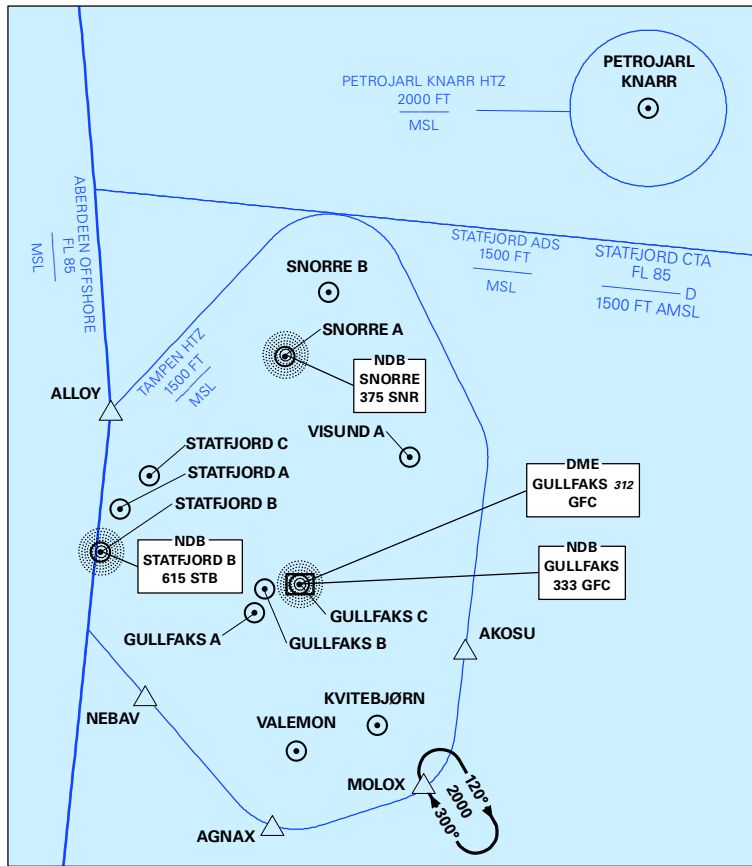 PETROJARL
KNARR
PETROJARL KNARR HTZ
2000 FT
MSL
ABERDEEN OFFSHORE
FL 85
MSL
STATFJORD ADS
1500 FT
MSL
STATFJORD CTA
FL 85
D
1500 FT AMSL
SNORRE B
TAMPEN HTZ
1500 FT
MSL
SNORRE A
NDB
SNORRE
375 SNR
ALLOY
VISUND A
STATFJORD C
STATFJORD A
STATFJORD B
NDB
STATFJORD B
615 STB
DME
GULLFAKS 312
GFC
NDB
GULLFAKS
333 GFC
GULLFAKS C
GULLFAKS A
GULLFAKS B
AKOSU
NEBAV
KVITEBJØRN
VALEMON
MOLOX
120°
2000
300°
AGNAX